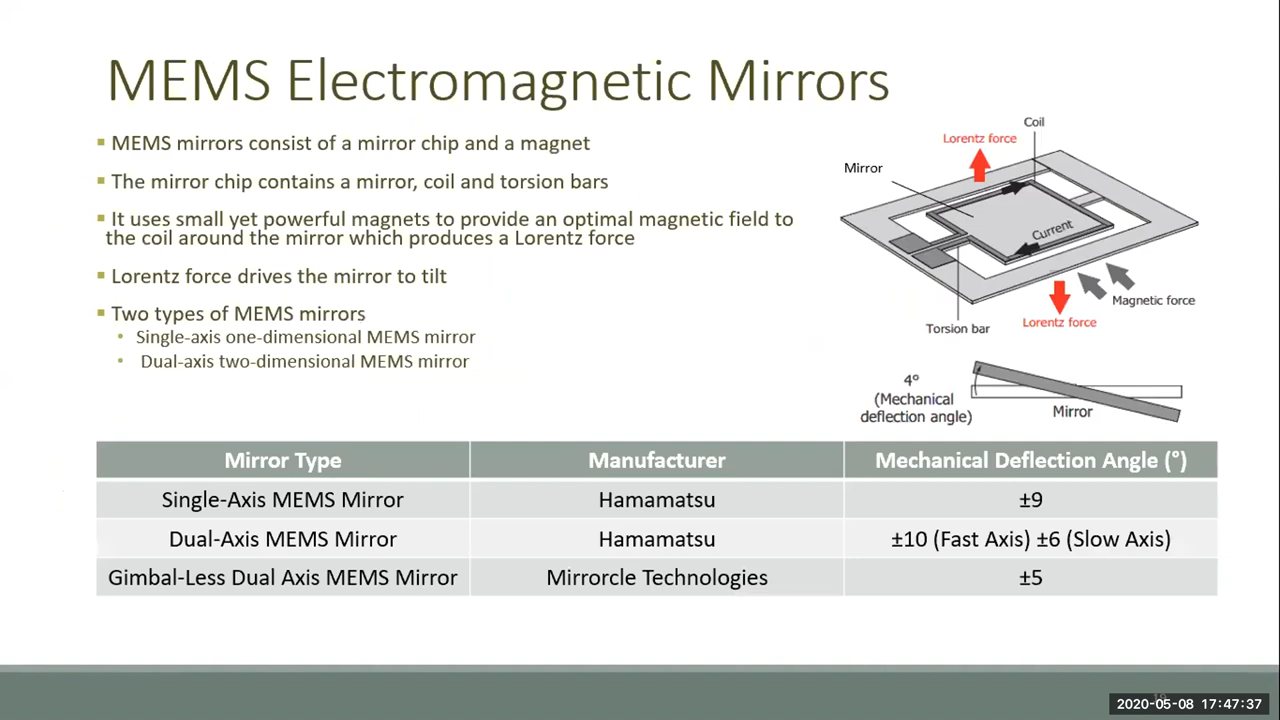 MEMS Electromagnetic Mirrors
▪ MEMS mirrors consist of a mirror chip and a magnet
▪ The mirror chip contains a mirror, coil and torsion bars
▪ It uses small yet powerful magnets to provide an optimal magnetic field to
the coil around the mirror which produces a Lorentz force
▪ Lorentz force drives the mirror to tilt
▪ Two types of MEMS mirrors
• Single-axis one-dimensional MEMS mirror
• Dual-axis two-dimensional MEMS mirror
Coil
Lorentz force
Mirror
Current
Magnetic force
Lorentz force
Torsion bar
4°
(Mechanical
deflection angle)
Mirror
Mirror Type Manufacturer Mechanical Deflection Angle (°)
Single-Axis MEMS Mirror Hamamatsu ±9
Dual-Axis MEMS Mirror Hamamatsu ±10 (Fast Axis) ±6 (Slow Axis)
Gimbal-Less Dual Axis MEMS Mirror Mirrorcle Technologies ±5
2020-05-08 17:47:37